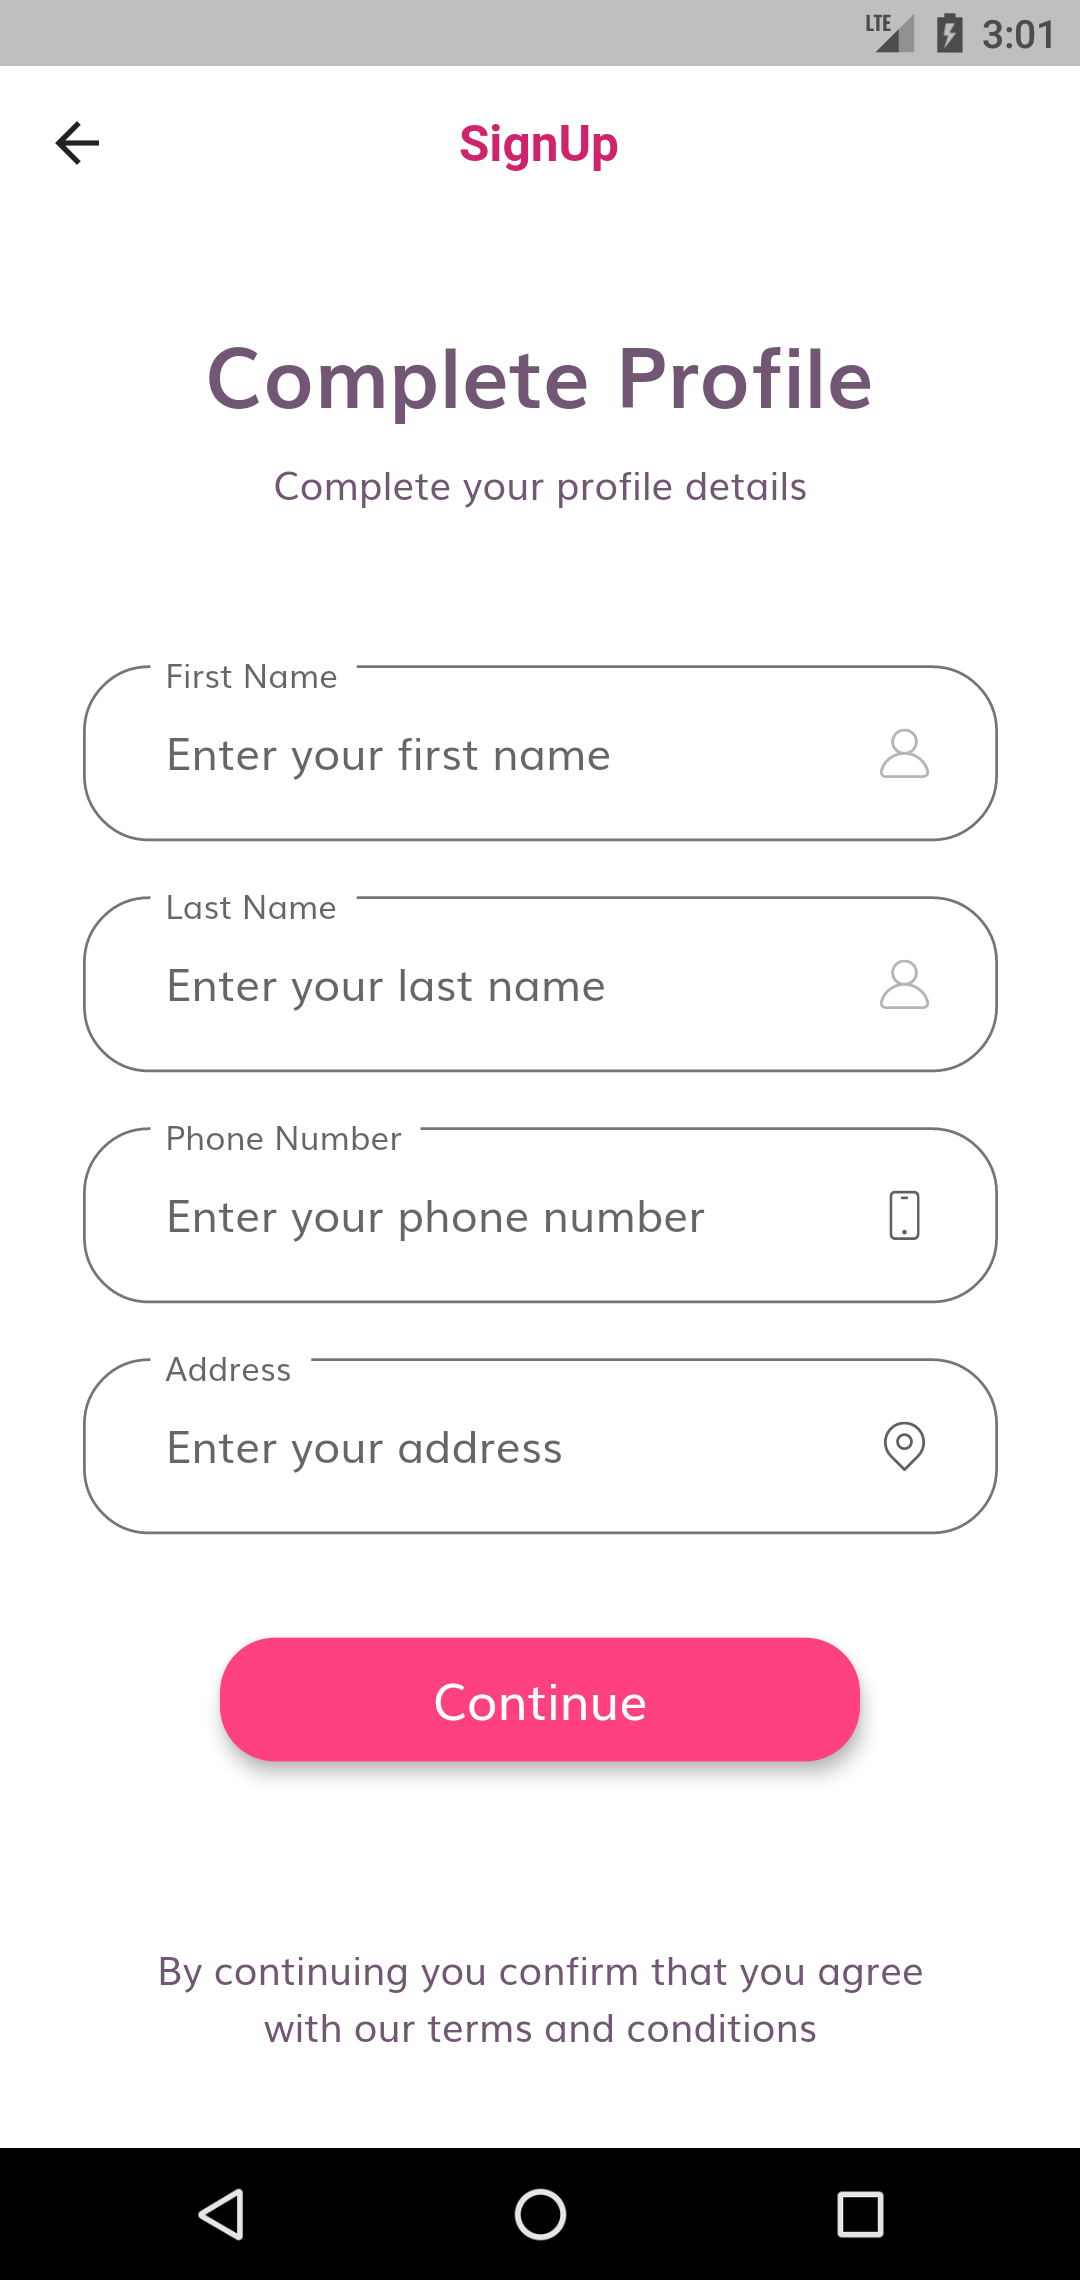 LTE 3:01
SignUp
Complete Profile
Complete your profile details
First Name
Enter your first name
Last Name
Enter your last name
Phone Number
Enter your phone number
Address
Enter your address
Continue
By continuing you confirm that you agree
with our terms and conditions